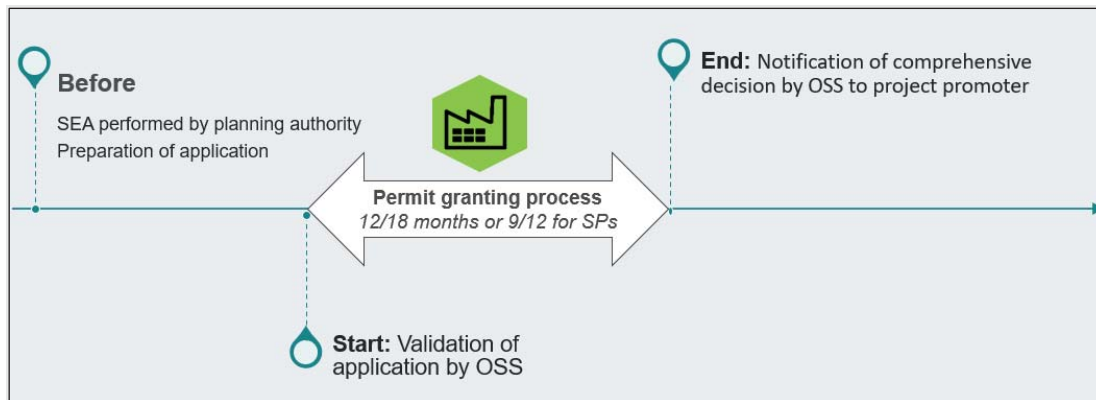 Before
SEA performed by planning authority
Preparation of application
End: Notification of comprehensive
decision by OSS to project promoter
Permit granting process
12/18 months or 9/12 for SPs
Start: Validation of
application by OSS